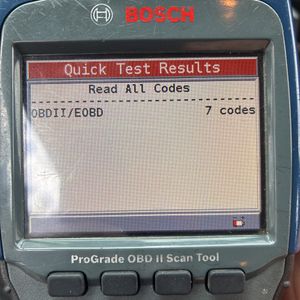 BOSCH
Quick Test Results
Read All Codes
OBDII/EOBD 7 codes
ProGrade OBD II Scan Tool